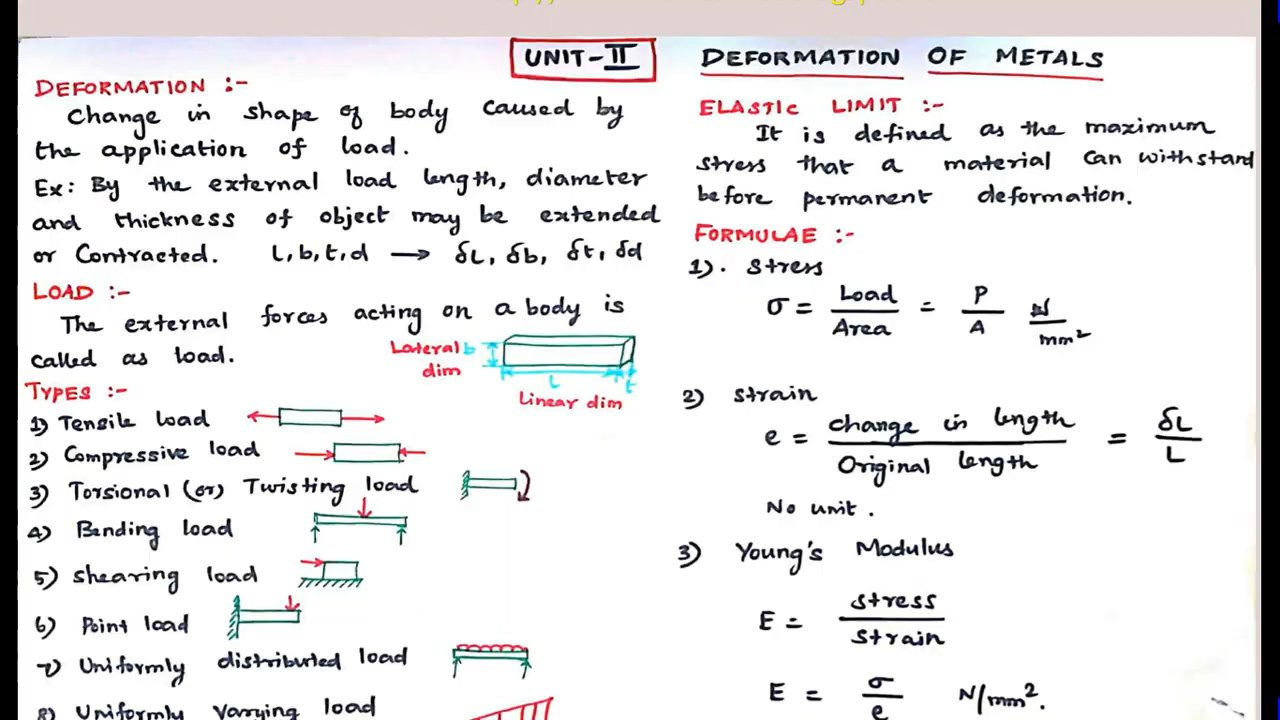 UNIT-II DEFORMATION OF METALS
DEFORMATION :-
Change in shape of body caused by
the application of load.
Ex: By the external load length, diameter
and thickness of object may be extended
or Contracted. l, b, t, d → δL, δb, δt, δd
LOAD :-
The external forces acting on a body is
called as load.
Lateral b
dim
L
t
Linear dim
TYPES :-
1) Tensile load
2) Compressive load
3) Torsional (or) Twisting load
4) Bending load
5) Shearing load
6) Point load
7) Uniformly distributed load
8) Uniformly varying load
ELASTIC LIMIT :-
It is defined as the maximum
stress that a material can withstand
before permanent deformation.
FORMULAE :-
1). Stress
σ = Load / Area = P / A N / mm²
2) Strain
e = change in length / Original length = δL / L
No unit.
3) Young's Modulus
E = Stress / Strain
E = σ / e N/mm².